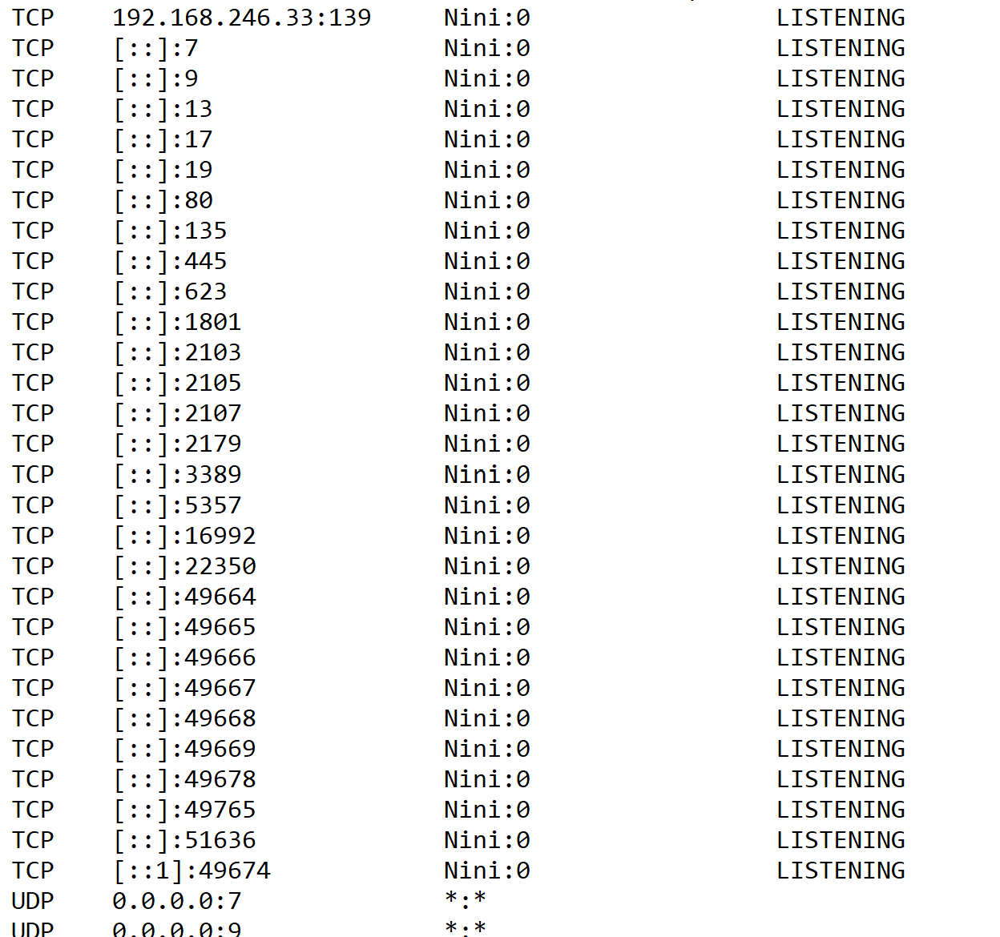 TCP 192.168.246.33:139 Nini:0 LISTENING
TCP [::]:7 Nini:0 LISTENING
TCP [::]:9 Nini:0 LISTENING
TCP [::]:13 Nini:0 LISTENING
TCP [::]:17 Nini:0 LISTENING
TCP [::]:19 Nini:0 LISTENING
TCP [::]:80 Nini:0 LISTENING
TCP [::]:135 Nini:0 LISTENING
TCP [::]:445 Nini:0 LISTENING
TCP [::]:623 Nini:0 LISTENING
TCP [::]:1801 Nini:0 LISTENING
TCP [::]:2103 Nini:0 LISTENING
TCP [::]:2105 Nini:0 LISTENING
TCP [::]:2107 Nini:0 LISTENING
TCP [::]:2179 Nini:0 LISTENING
TCP [::]:3389 Nini:0 LISTENING
TCP [::]:5357 Nini:0 LISTENING
TCP [::]:16992 Nini:0 LISTENING
TCP [::]:22350 Nini:0 LISTENING
TCP [::]:49664 Nini:0 LISTENING
TCP [::]:49665 Nini:0 LISTENING
TCP [::]:49666 Nini:0 LISTENING
TCP [::]:49667 Nini:0 LISTENING
TCP [::]:49668 Nini:0 LISTENING
TCP [::]:49669 Nini:0 LISTENING
TCP [::]:49678 Nini:0 LISTENING
TCP [::]:49765 Nini:0 LISTENING
TCP [::]:51636 Nini:0 LISTENING
TCP [::1]:49674 Nini:0 LISTENING
UDP 0.0.0.0:7 *:*
UDP 0.0.0.0:9 *:*